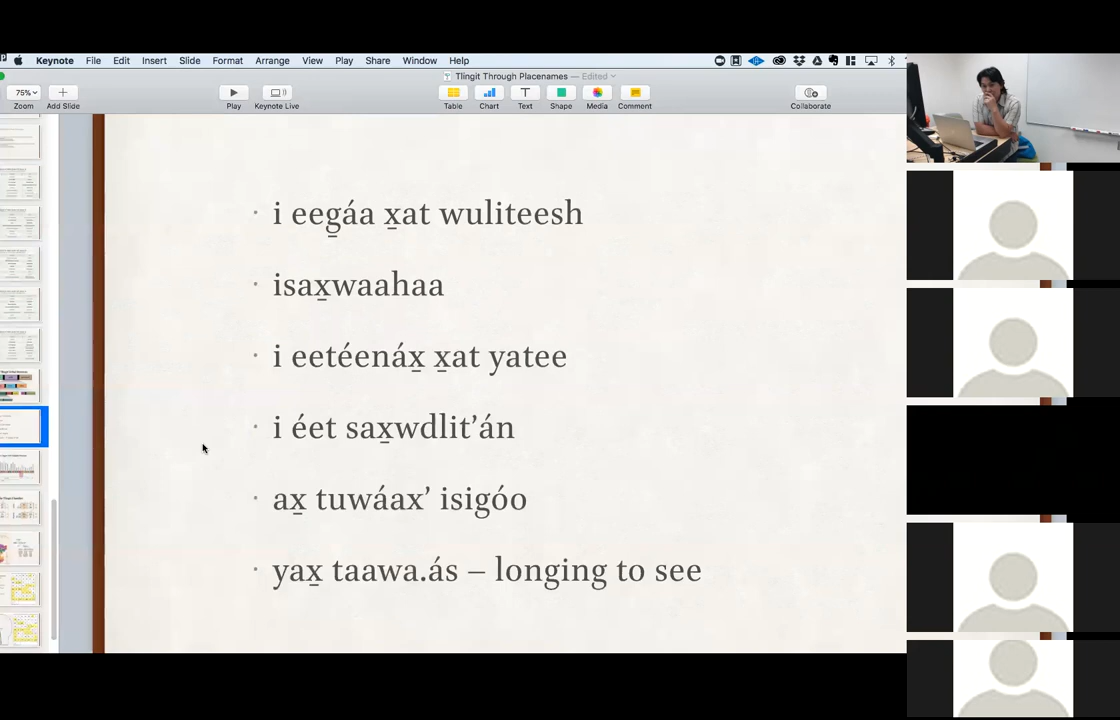 Keynote File Edit Insert Slide Format Arrange View Play Share Window Help
Tlingit Through Placenames — Edited
75%
Zoom Add Slide Play Keynote Live Table Chart Text Shape Media Comment Collaborate
· i eeg̲áa x̲at wuliteesh
· isax̲waahaa
· i eetéenáx̲ x̲at yatee
· i éet sax̲wdlit’án
· ax̲ tuwáax’ isigóo
· yax̲ taawa.ás – longing to see